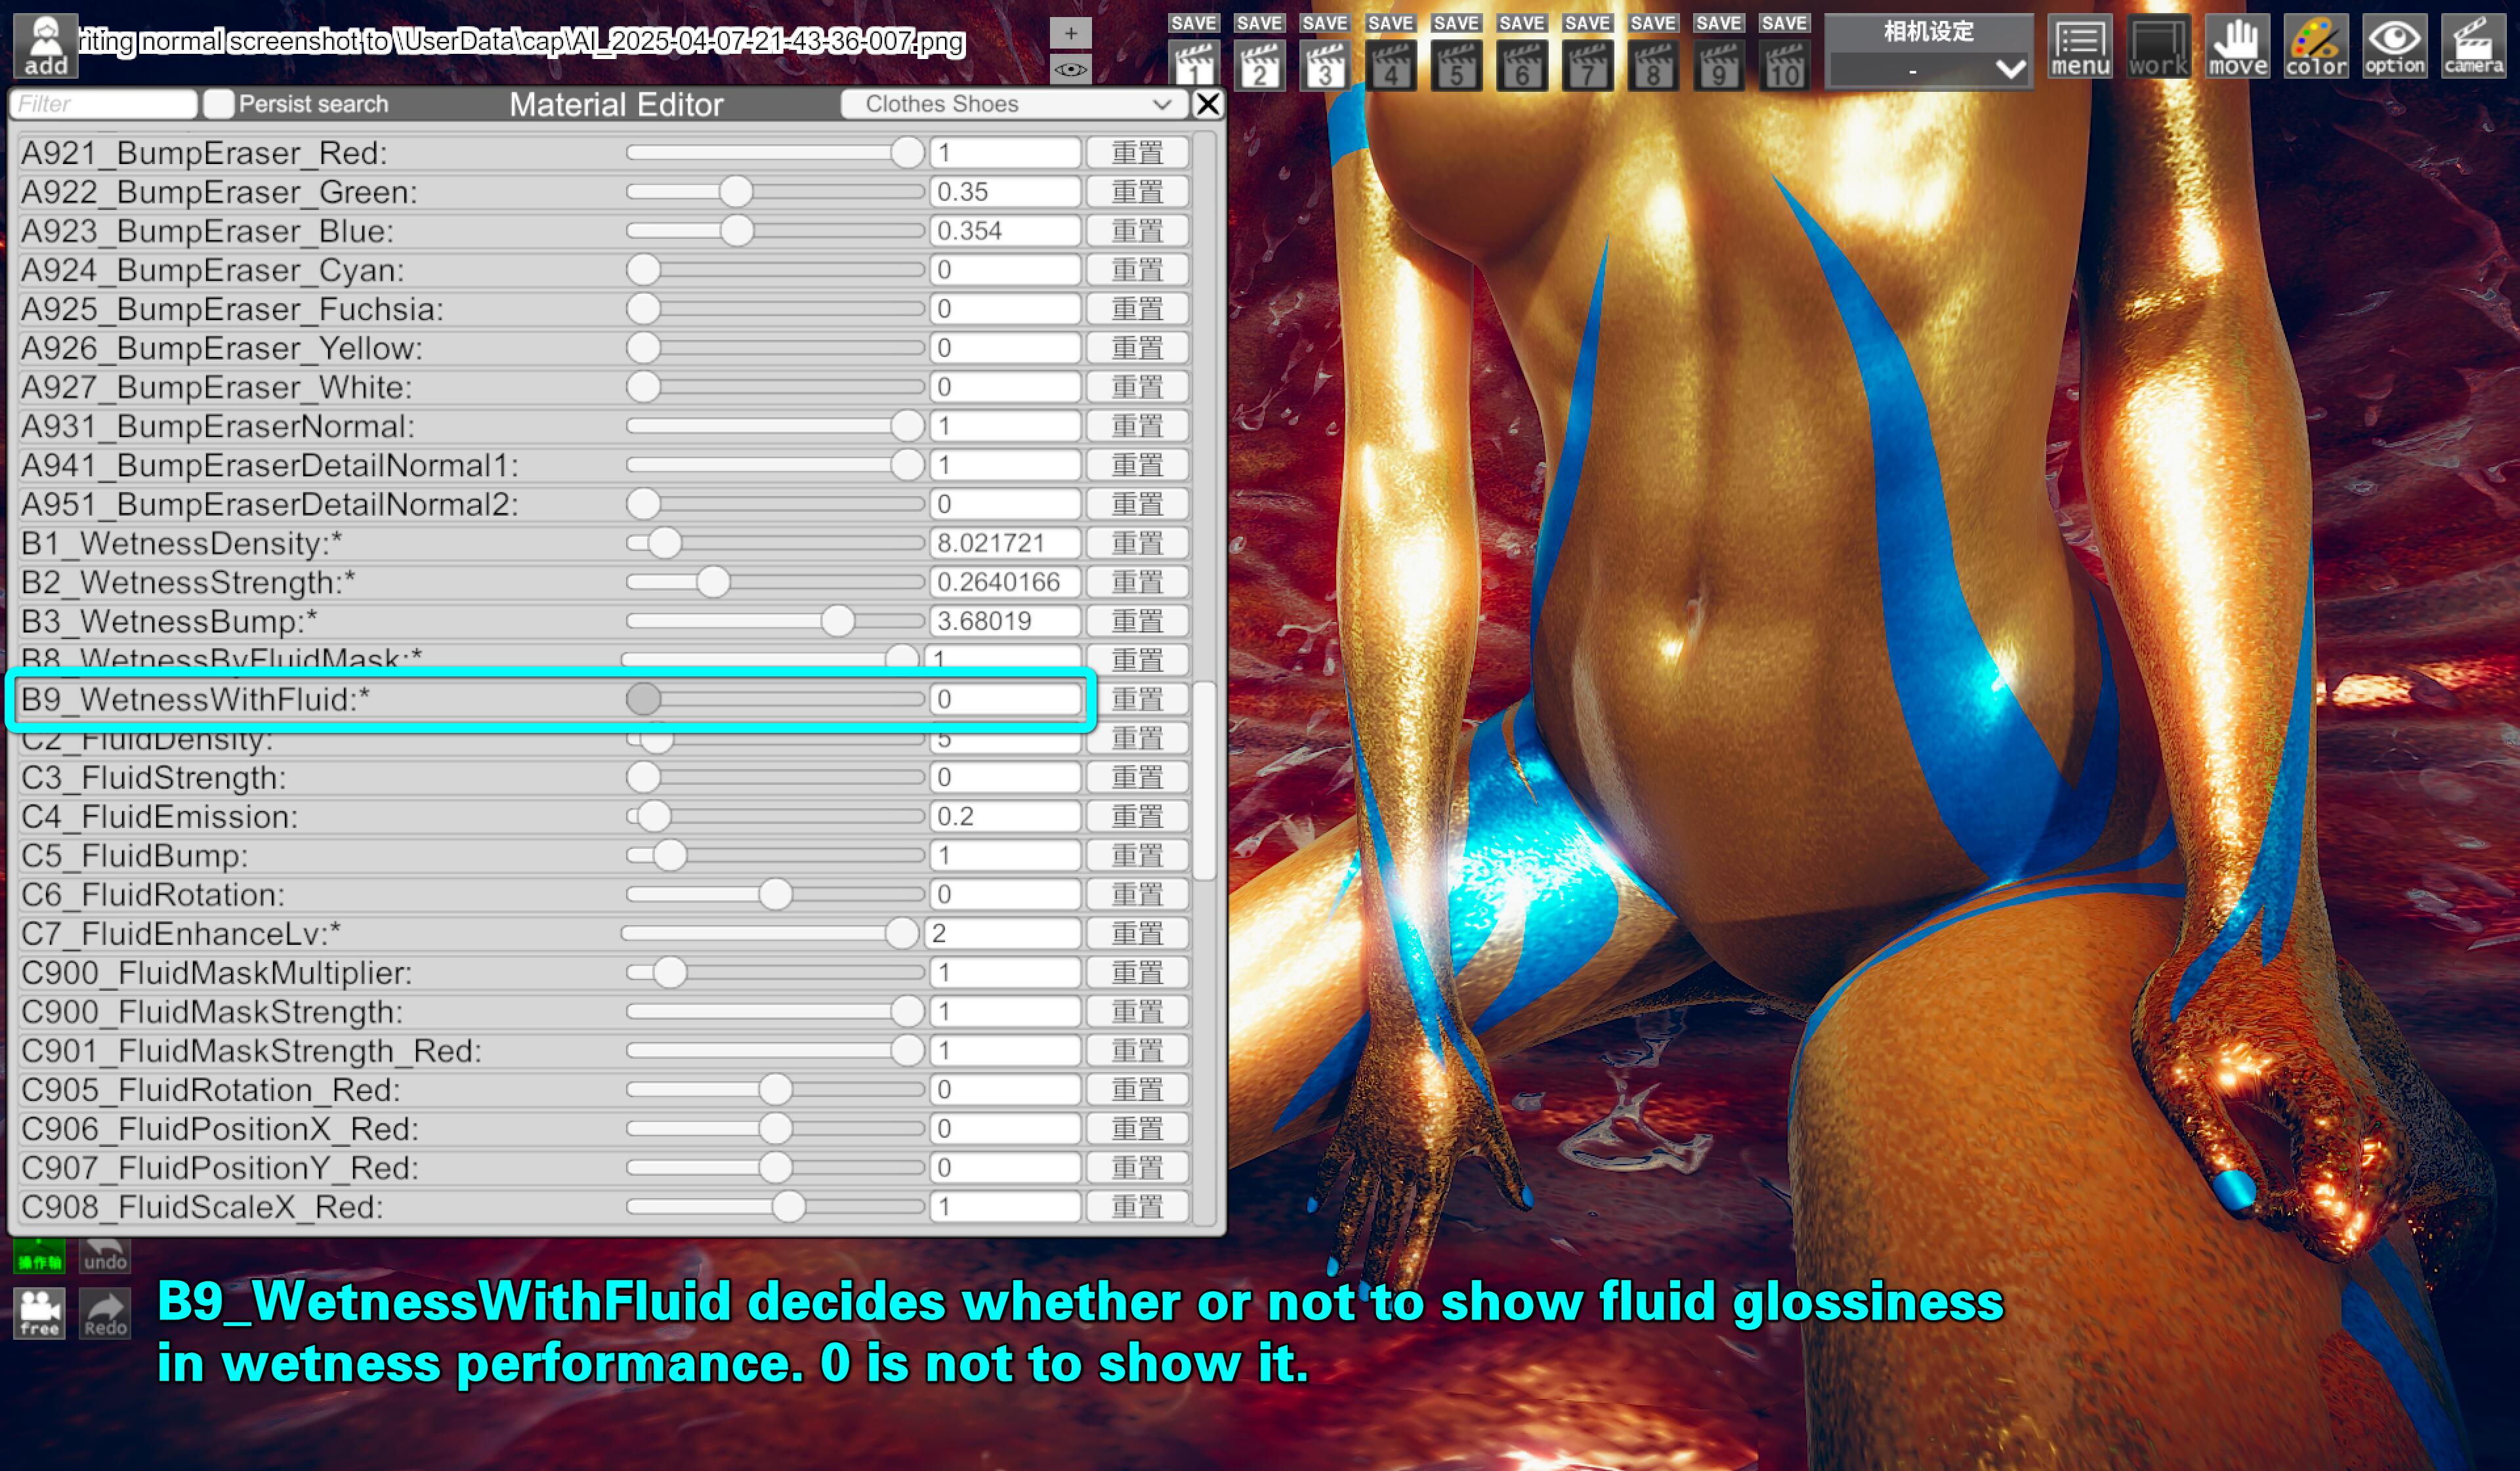 riting normal screenshot to \UserData\cap\AI_2025-04-07-21-43-36-007.png
add
+
SAVE SAVE SAVE SAVE SAVE SAVE SAVE SAVE SAVE SAVE
1 2 3 4 5 6 7 8 9 10
相机设定
-
menu work move color option camera
Filter Persist search Material Editor Clothes Shoes X
A921_BumpEraser_Red: 1 重置
A922_BumpEraser_Green: 0.35 重置
A923_BumpEraser_Blue: 0.354 重置
A924_BumpEraser_Cyan: 0 重置
A925_BumpEraser_Fuchsia: 0 重置
A926_BumpEraser_Yellow: 0 重置
A927_BumpEraser_White: 0 重置
A931_BumpEraserNormal: 1 重置
A941_BumpEraserDetailNormal1: 1 重置
A951_BumpEraserDetailNormal2: 0 重置
B1_WetnessDensity:* 8.021721 重置
B2_WetnessStrength:* 0.2640166 重置
B3_WetnessBump:* 3.68019 重置
B8_WetnessByFluidMask:* 1 重置
B9_WetnessWithFluid:* 0 重置
C2_FluidDensity: 5 重置
C3_FluidStrength: 0 重置
C4_FluidEmission: 0.2 重置
C5_FluidBump: 1 重置
C6_FluidRotation: 0 重置
C7_FluidEnhanceLv:* 2 重置
C900_FluidMaskMultiplier: 1 重置
C900_FluidMaskStrength: 1 重置
C901_FluidMaskStrength_Red: 1 重置
C905_FluidRotation_Red: 0 重置
C906_FluidPositionX_Red: 0 重置
C907_FluidPositionY_Red: 0 重置
C908_FluidScaleX_Red: 1 重置
操作轴 undo
free Redo
B9_WetnessWithFluid decides whether or not to show fluid glossiness
in wetness performance. 0 is not to show it.